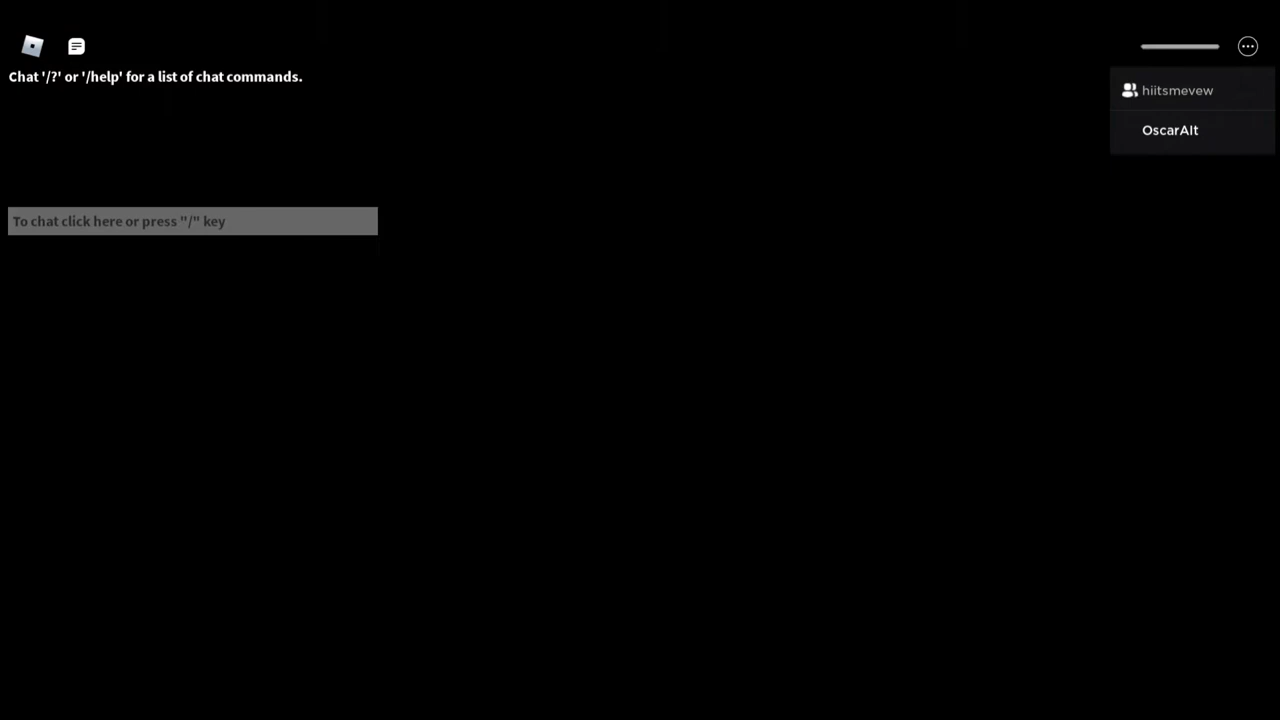 Chat '/?' or '/help' for a list of chat commands.
hiitsmevew
OscarAlt
To chat click here or press "/" key